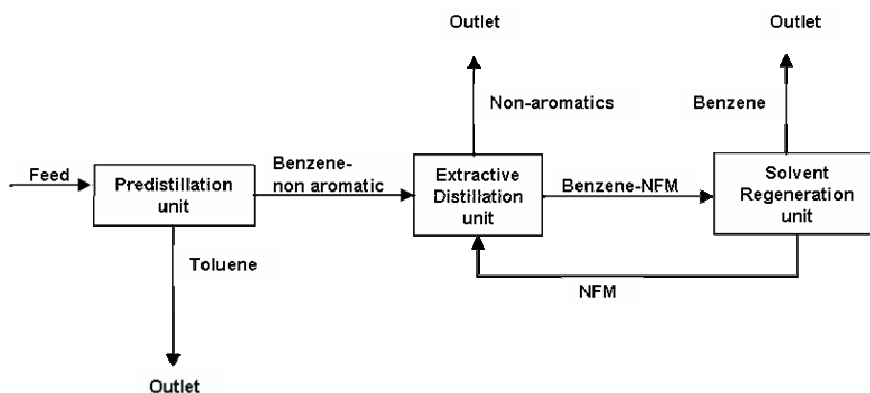 Outlet
Outlet
Non-aromatics
Benzene
Feed
Predistillation
unit
Benzene-
non aromatic
Extractive
Distillation
unit
Benzene-NFM
Solvent
Regeneration
unit
Toluene
NFM
Outlet